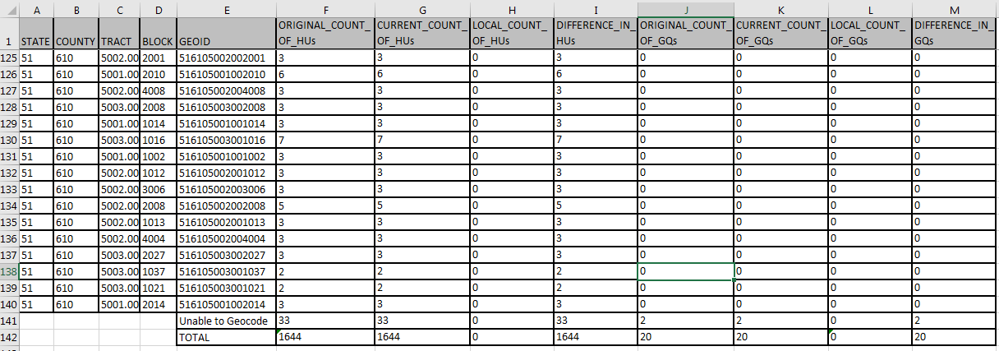 A B C D E F G H I J K L M
1 STATE COUNTY TRACT BLOCK GEOID ORIGINAL_COUNT_OF_HUs CURRENT_COUNT_OF_HUs LOCAL_COUNT_OF_HUs DIFFERENCE_IN_HUs ORIGINAL_COUNT_OF_GQs CURRENT_COUNT_OF_GQs LOCAL_COUNT_OF_GQs DIFFERENCE_IN_GQs
125 51 610 5002.00 2001 516105002002001 3 3 0 3 0 0 0 0
126 51 610 5001.00 2010 516105001002010 6 6 0 6 0 0 0 0
127 51 610 5002.00 4008 516105002004008 3 3 0 3 0 0 0 0
128 51 610 5003.00 2008 516105003002008 3 3 0 3 0 0 0 0
129 51 610 5001.00 1014 516105001001014 3 3 0 3 0 0 0 0
130 51 610 5003.00 1016 516105003001016 7 7 0 7 0 0 0 0
131 51 610 5001.00 1002 516105001001002 3 3 0 3 0 0 0 0
132 51 610 5002.00 1012 516105002001012 3 3 0 3 0 0 0 0
133 51 610 5002.00 3006 516105002003006 3 3 0 3 0 0 0 0
134 51 610 5002.00 2008 516105002002008 5 5 0 5 0 0 0 0
135 51 610 5002.00 1013 516105002001013 3 3 0 3 0 0 0 0
136 51 610 5002.00 4004 516105002004004 3 3 0 3 0 0 0 0
137 51 610 5003.00 2027 516105003002027 3 3 0 3 0 0 0 0
138 51 610 5003.00 1037 516105003001037 2 2 0 2 0 0 0 0
139 51 610 5003.00 1021 516105003001021 2 2 0 2 0 0 0 0
140 51 610 5001.00 2014 516105001002014 3 3 0 3 0 0 0 0
141 Unable to Geocode 33 33 0 33 2 2 0 2
142 TOTAL 1644 1644 0 1644 20 20 0 20